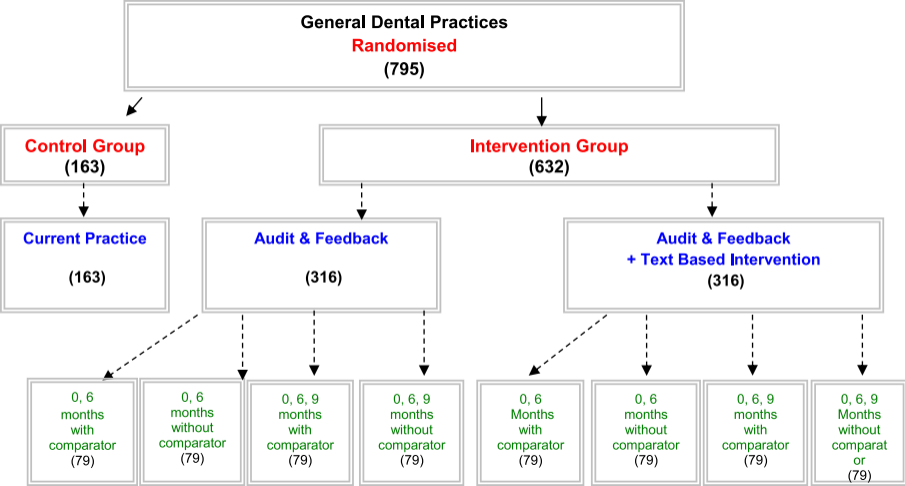 General Dental Practices
Randomised
(795)
Control Group
(163)
Intervention Group
(632)
Current Practice
(163)
Audit & Feedback
(316)
Audit & Feedback
+ Text Based Intervention
(316)
0, 6
months
with
comparator
(79)
0, 6
months
without
comparator
(79)
0, 6, 9
months
with
comparator
(79)
0, 6, 9
months
without
comparator
(79)
0, 6
Months
with
comparator
(79)
0, 6
months
without
comparator
(79)
0, 6, 9
months
with
comparator
(79)
0, 6, 9
Months
without
comparat
or
(79)